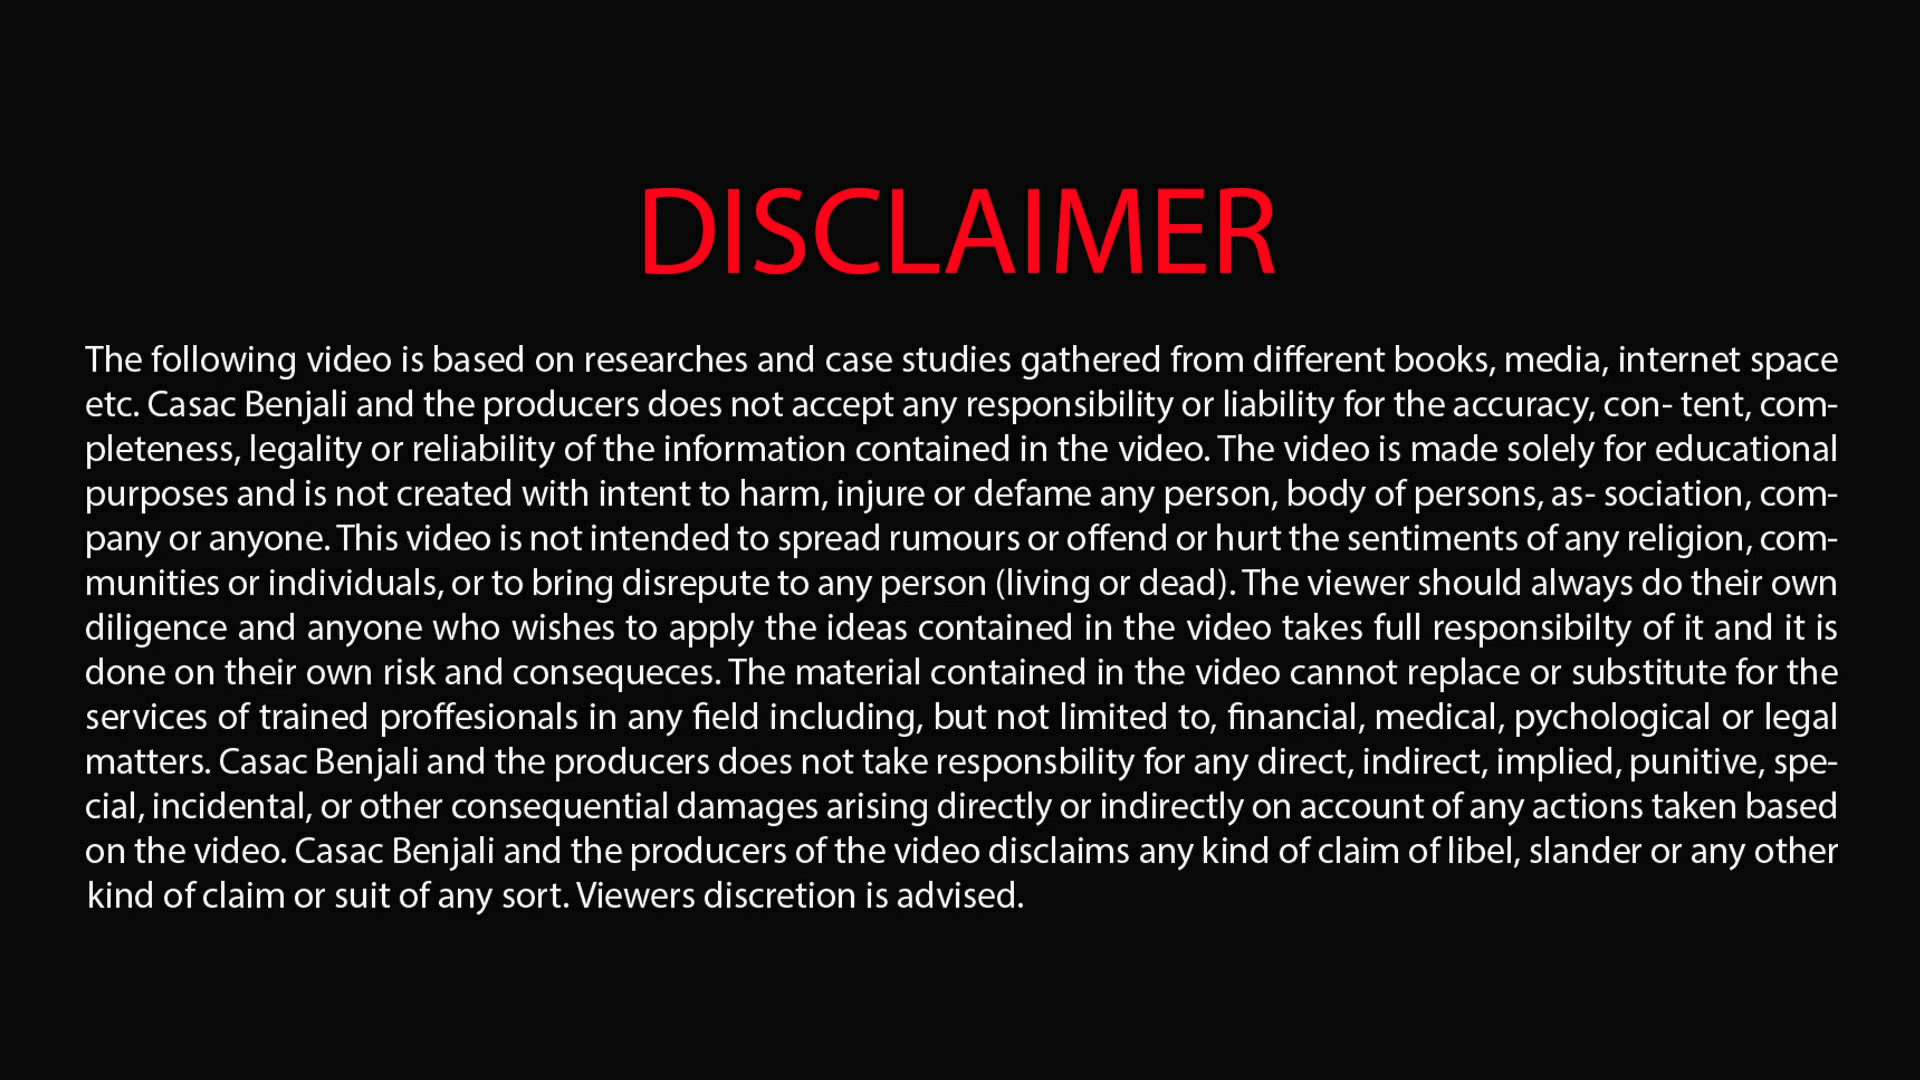 DISCLAIMER
The following video is based on researches and case studies gathered from different books, media, internet space
etc. Casac Benjali and the producers does not accept any responsibility or liability for the accuracy, con- tent, com-
pleteness, legality or reliability of the information contained in the video. The video is made solely for educational
purposes and is not created with intent to harm, injure or defame any person, body of persons, as- sociation, com-
pany or anyone. This video is not intended to spread rumours or offend or hurt the sentiments of any religion, com-
munities or individuals, or to bring disrepute to any person (living or dead). The viewer should always do their own
diligence and anyone who wishes to apply the ideas contained in the video takes full responsibilty of it and it is
done on their own risk and consequeces. The material contained in the video cannot replace or substitute for the
services of trained proffesionals in any field including, but not limited to, financial, medical, pychological or legal
matters. Casac Benjali and the producers does not take responsbility for any direct, indirect, implied, punitive, spe-
cial, incidental, or other consequential damages arising directly or indirectly on account of any actions taken based
on the video. Casac Benjali and the producers of the video disclaims any kind of claim of libel, slander or any other
kind of claim or suit of any sort. Viewers discretion is advised.